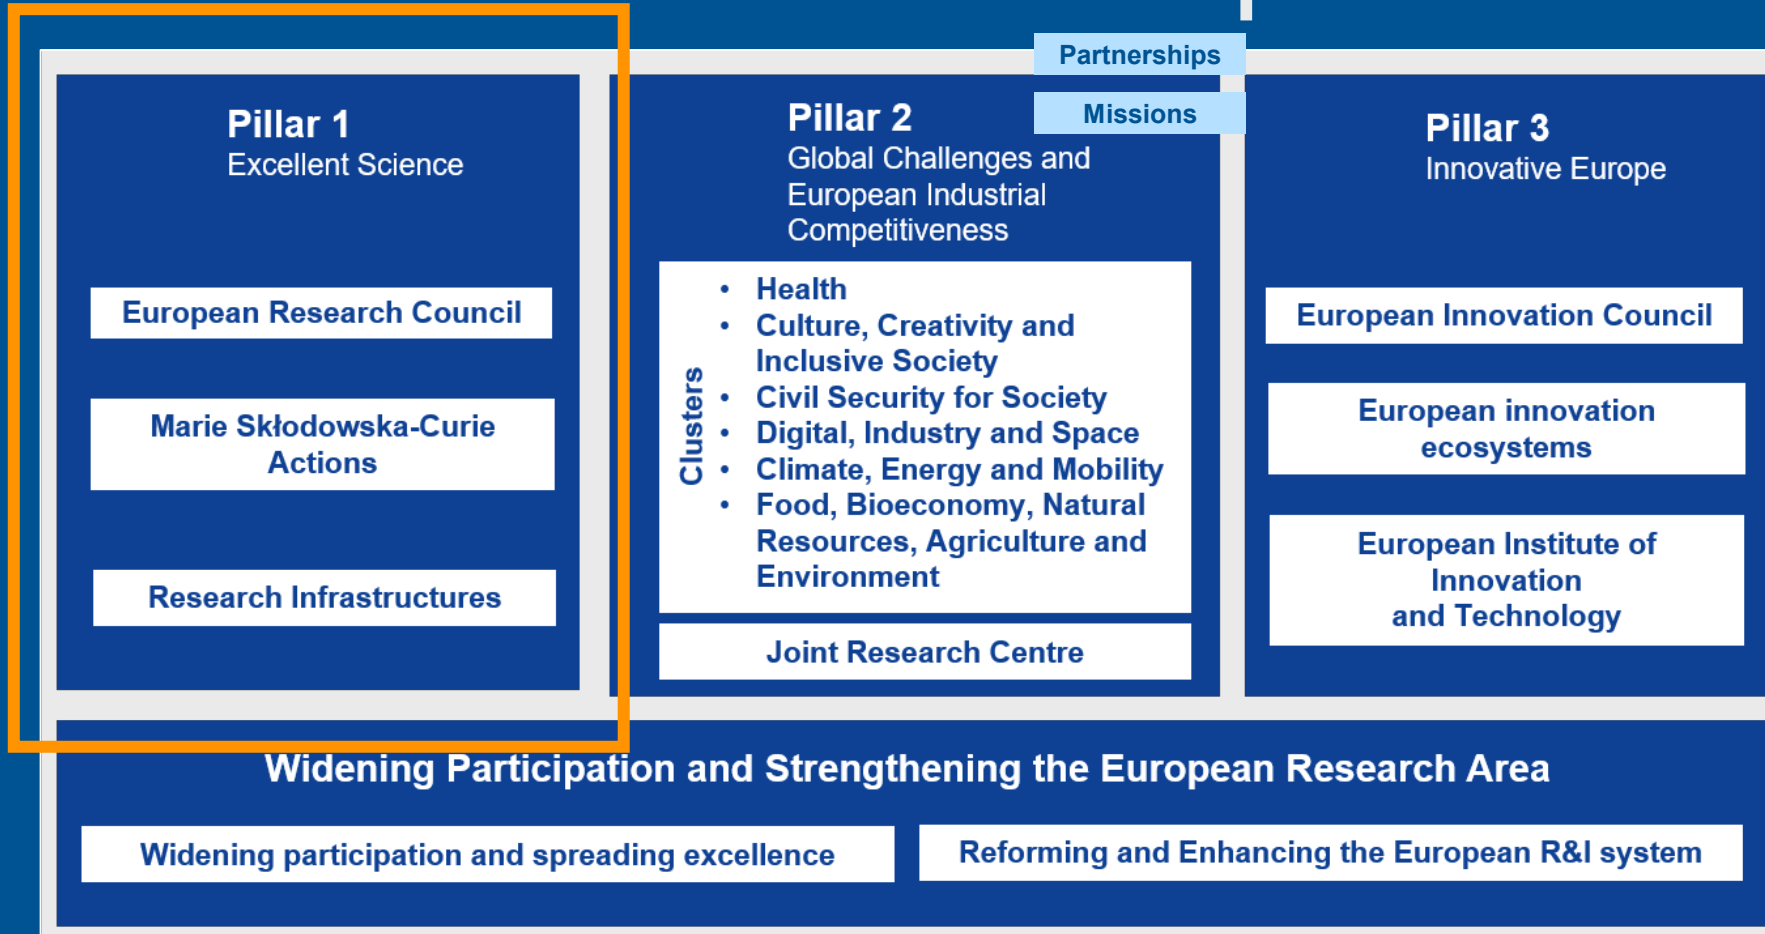 Partnerships
Missions
Pillar 1
Excellent Science
European Research Council
Marie Skłodowska-Curie
Actions
Research Infrastructures
Pillar 2
Global Challenges and
European Industrial
Competitiveness
Clusters
• Health
• Culture, Creativity and
Inclusive Society
• Civil Security for Society
• Digital, Industry and Space
• Climate, Energy and Mobility
• Food, Bioeconomy, Natural
Resources, Agriculture and
Environment
Joint Research Centre
Pillar 3
Innovative Europe
European Innovation Council
European innovation
ecosystems
European Institute of
Innovation
and Technology
Widening Participation and Strengthening the European Research Area
Widening participation and spreading excellence
Reforming and Enhancing the European R&I system